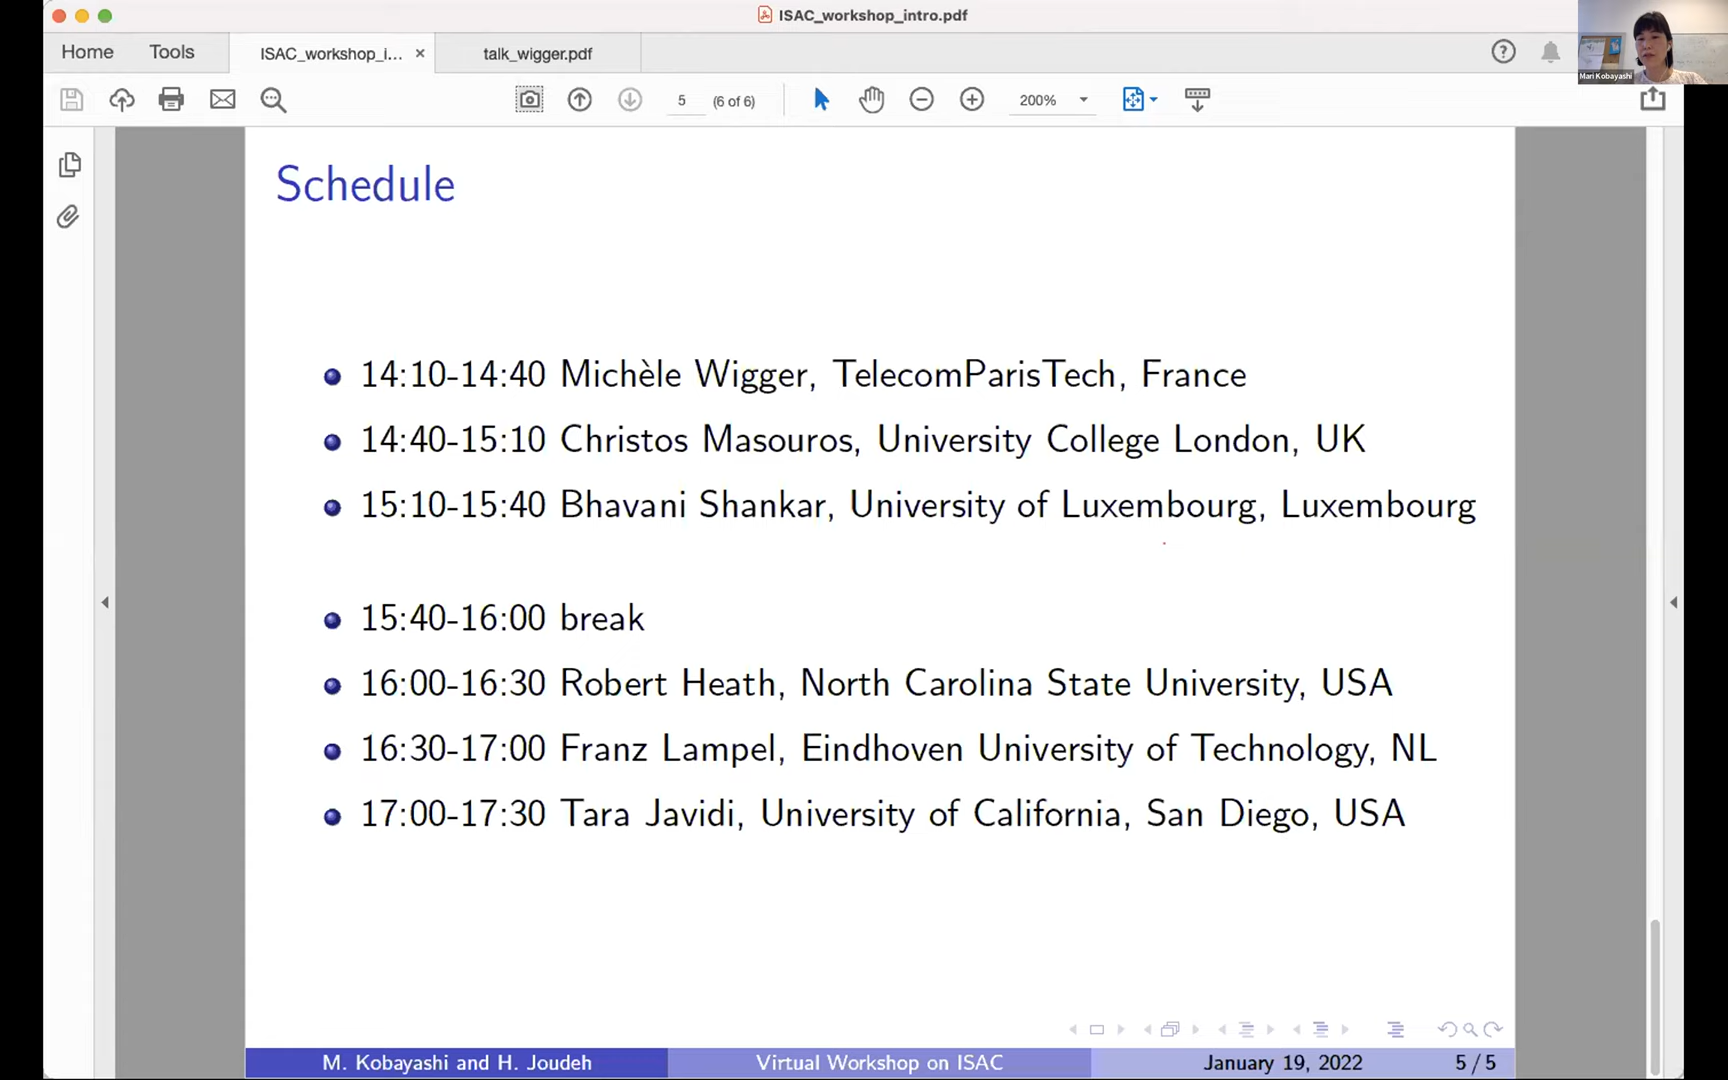 ISAC_workshop_intro.pdf
Home
Tools
ISAC_workshop_i...
talk_wigger.pdf
Mari Kobayashi
5
(6 of 6)
200%
Schedule
14:10-14:40 Michèle Wigger, TelecomParisTech, France
14:40-15:10 Christos Masouros, University College London, UK
15:10-15:40 Bhavani Shankar, University of Luxembourg, Luxembourg
15:40-16:00 break
16:00-16:30 Robert Heath, North Carolina State University, USA
16:30-17:00 Franz Lampel, Eindhoven University of Technology, NL
17:00-17:30 Tara Javidi, University of California, San Diego, USA
M. Kobayashi and H. Joudeh
Virtual Workshop on ISAC
January 19, 2022
5 / 5